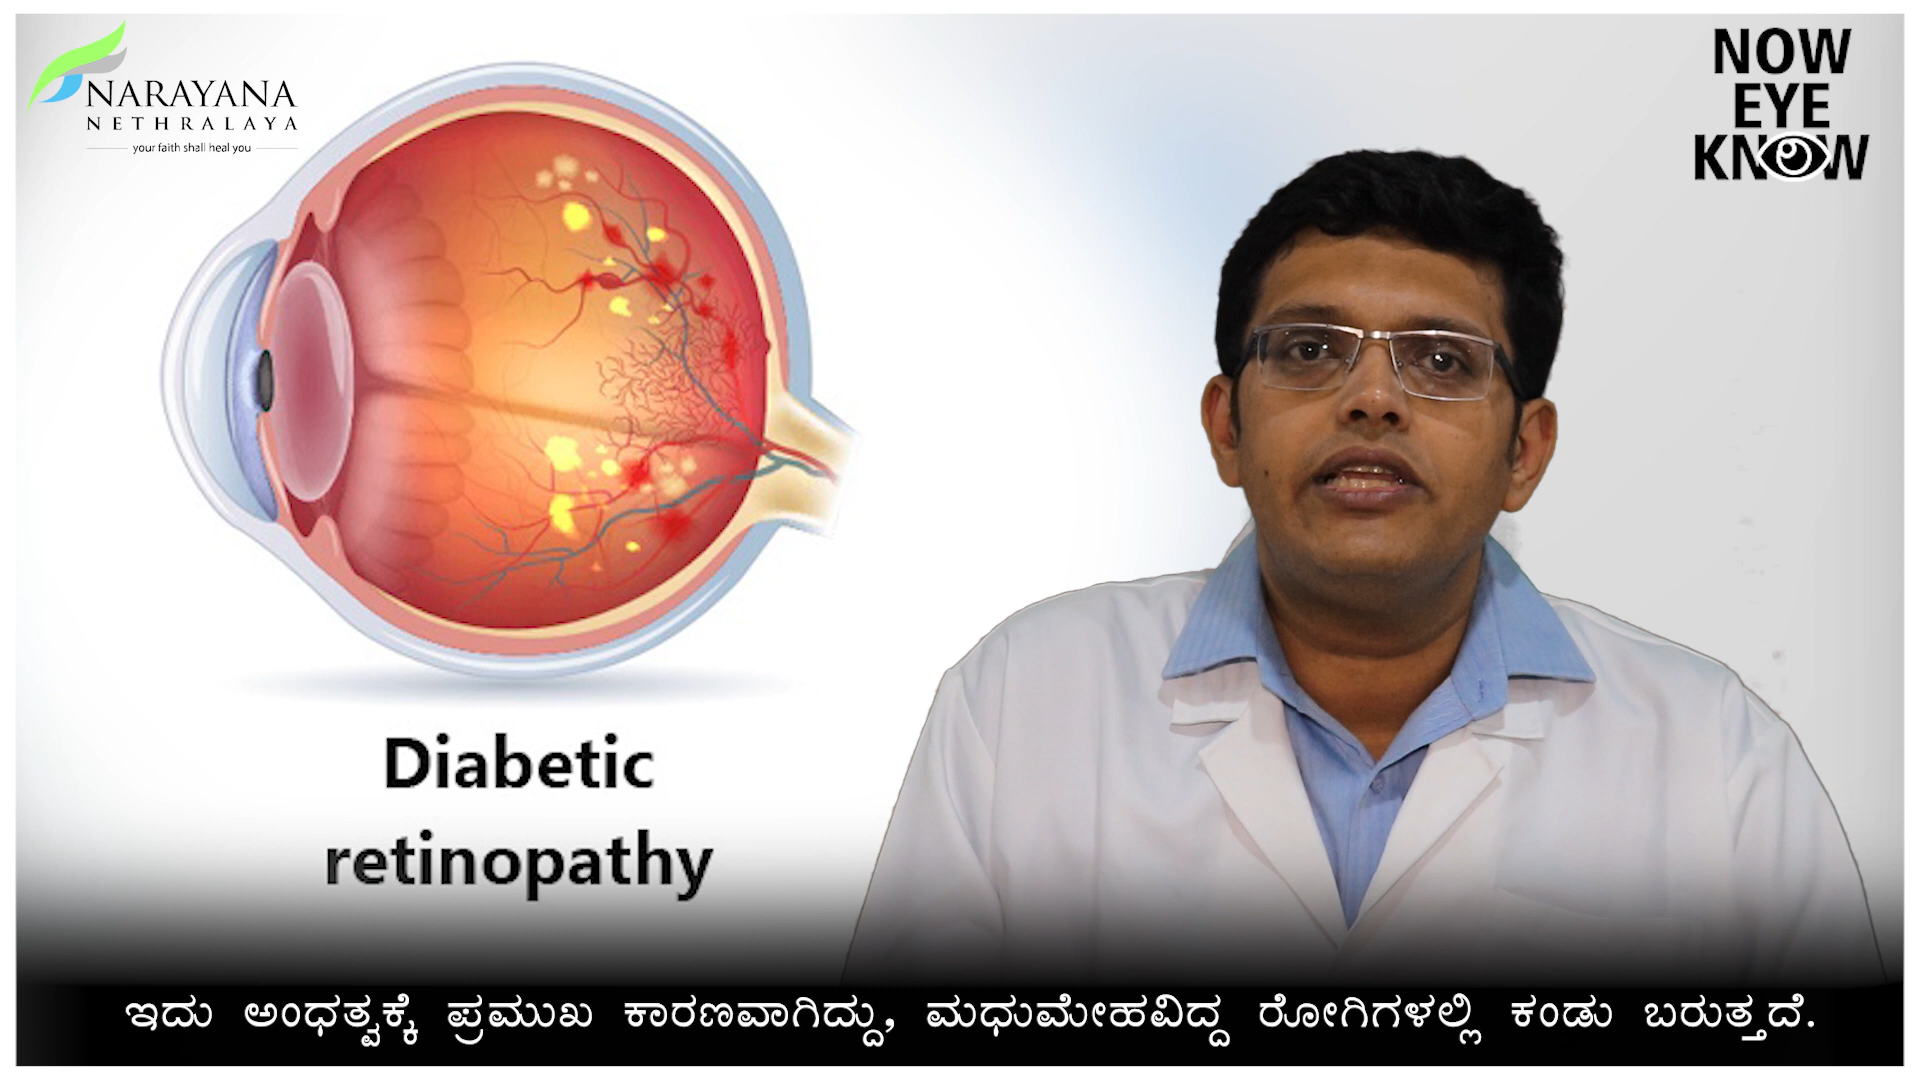 NARAYANA
NETHRALAYA
your faith shall heal you
NOW
EYE
KNOW
Diabetic
retinopathy
ಇದು ಅಂಧತ್ವಕ್ಕೆ ಪ್ರಮುಖ ಕಾರಣವಾಗಿದ್ದು, ಮಧುಮೇಹವಿದ್ದ ರೋಗಿಗಳಲ್ಲಿ ಕಂಡು ಬರುತ್ತದೆ.